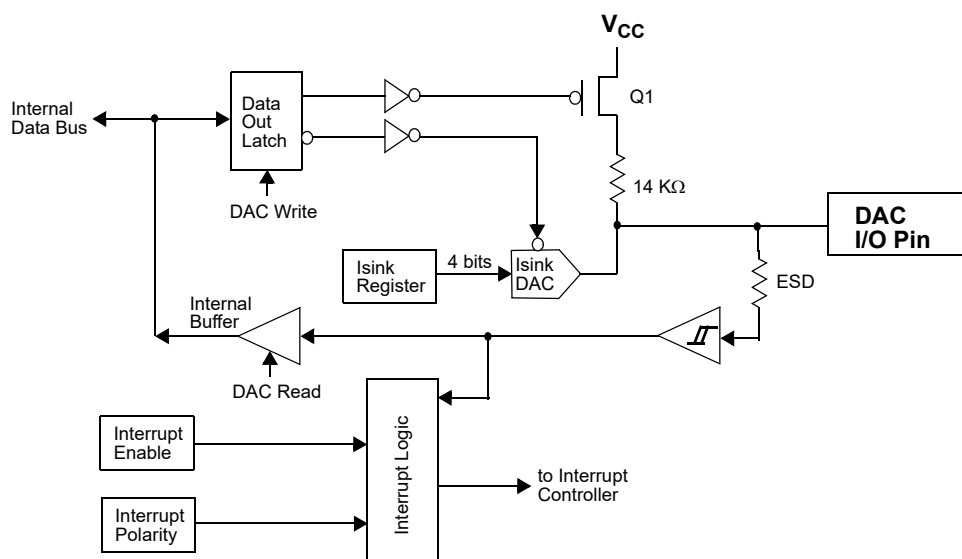 VCC
Q1
Internal
Data Bus
Data
Out
Latch
DAC Write
14 KΩ
DAC
I/O Pin
Isink
Register
4 bits
Isink
DAC
ESD
Internal
Buffer
DAC Read
Interrupt
Enable
Interrupt Logic
to Interrupt
Controller
Interrupt
Polarity